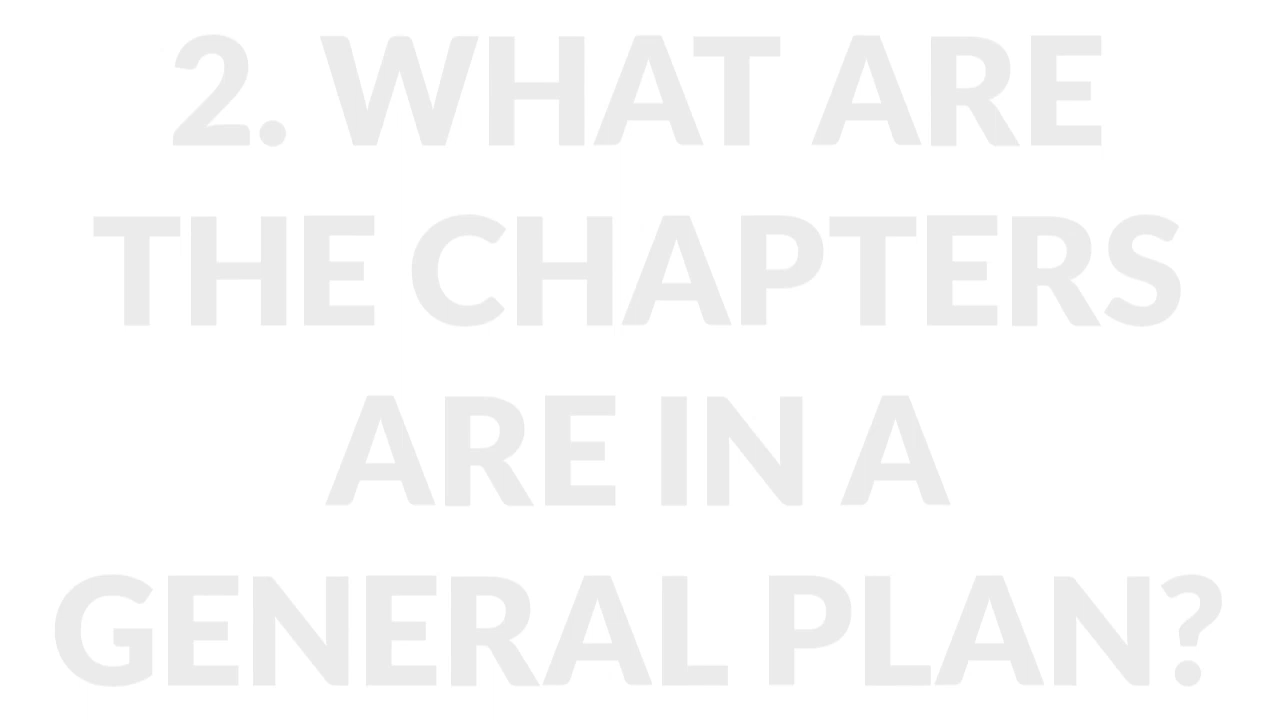 2. WHAT ARE
THE CHAPTERS
ARE IN A
GENERAL PLAN?